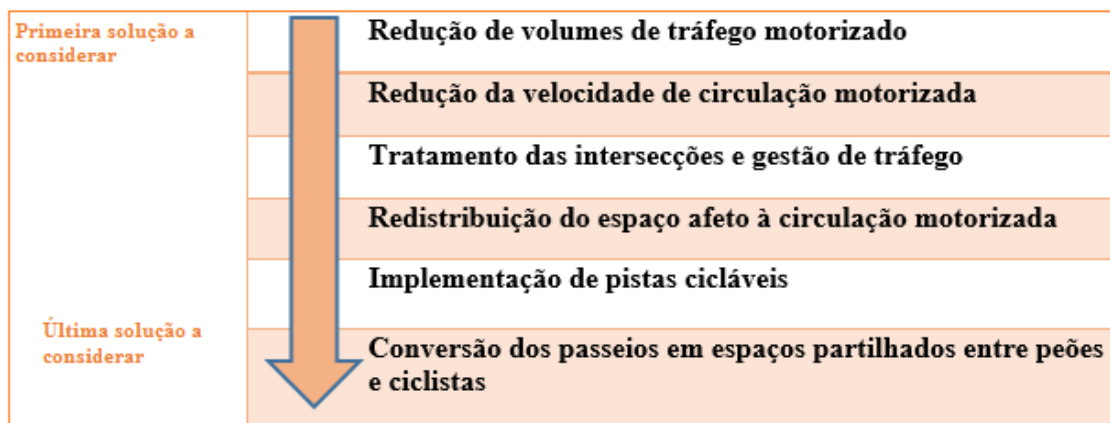 Primeira solução a
considerar
Redução de volumes de tráfego motorizado
Redução da velocidade de circulação motorizada
Tratamento das intersecções e gestão de tráfego
Redistribuição do espaço afeto à circulação motorizada
Implementação de pistas cicláveis
Última solução a
considerar
Conversão dos passeios em espaços partilhados entre peões
e ciclistas